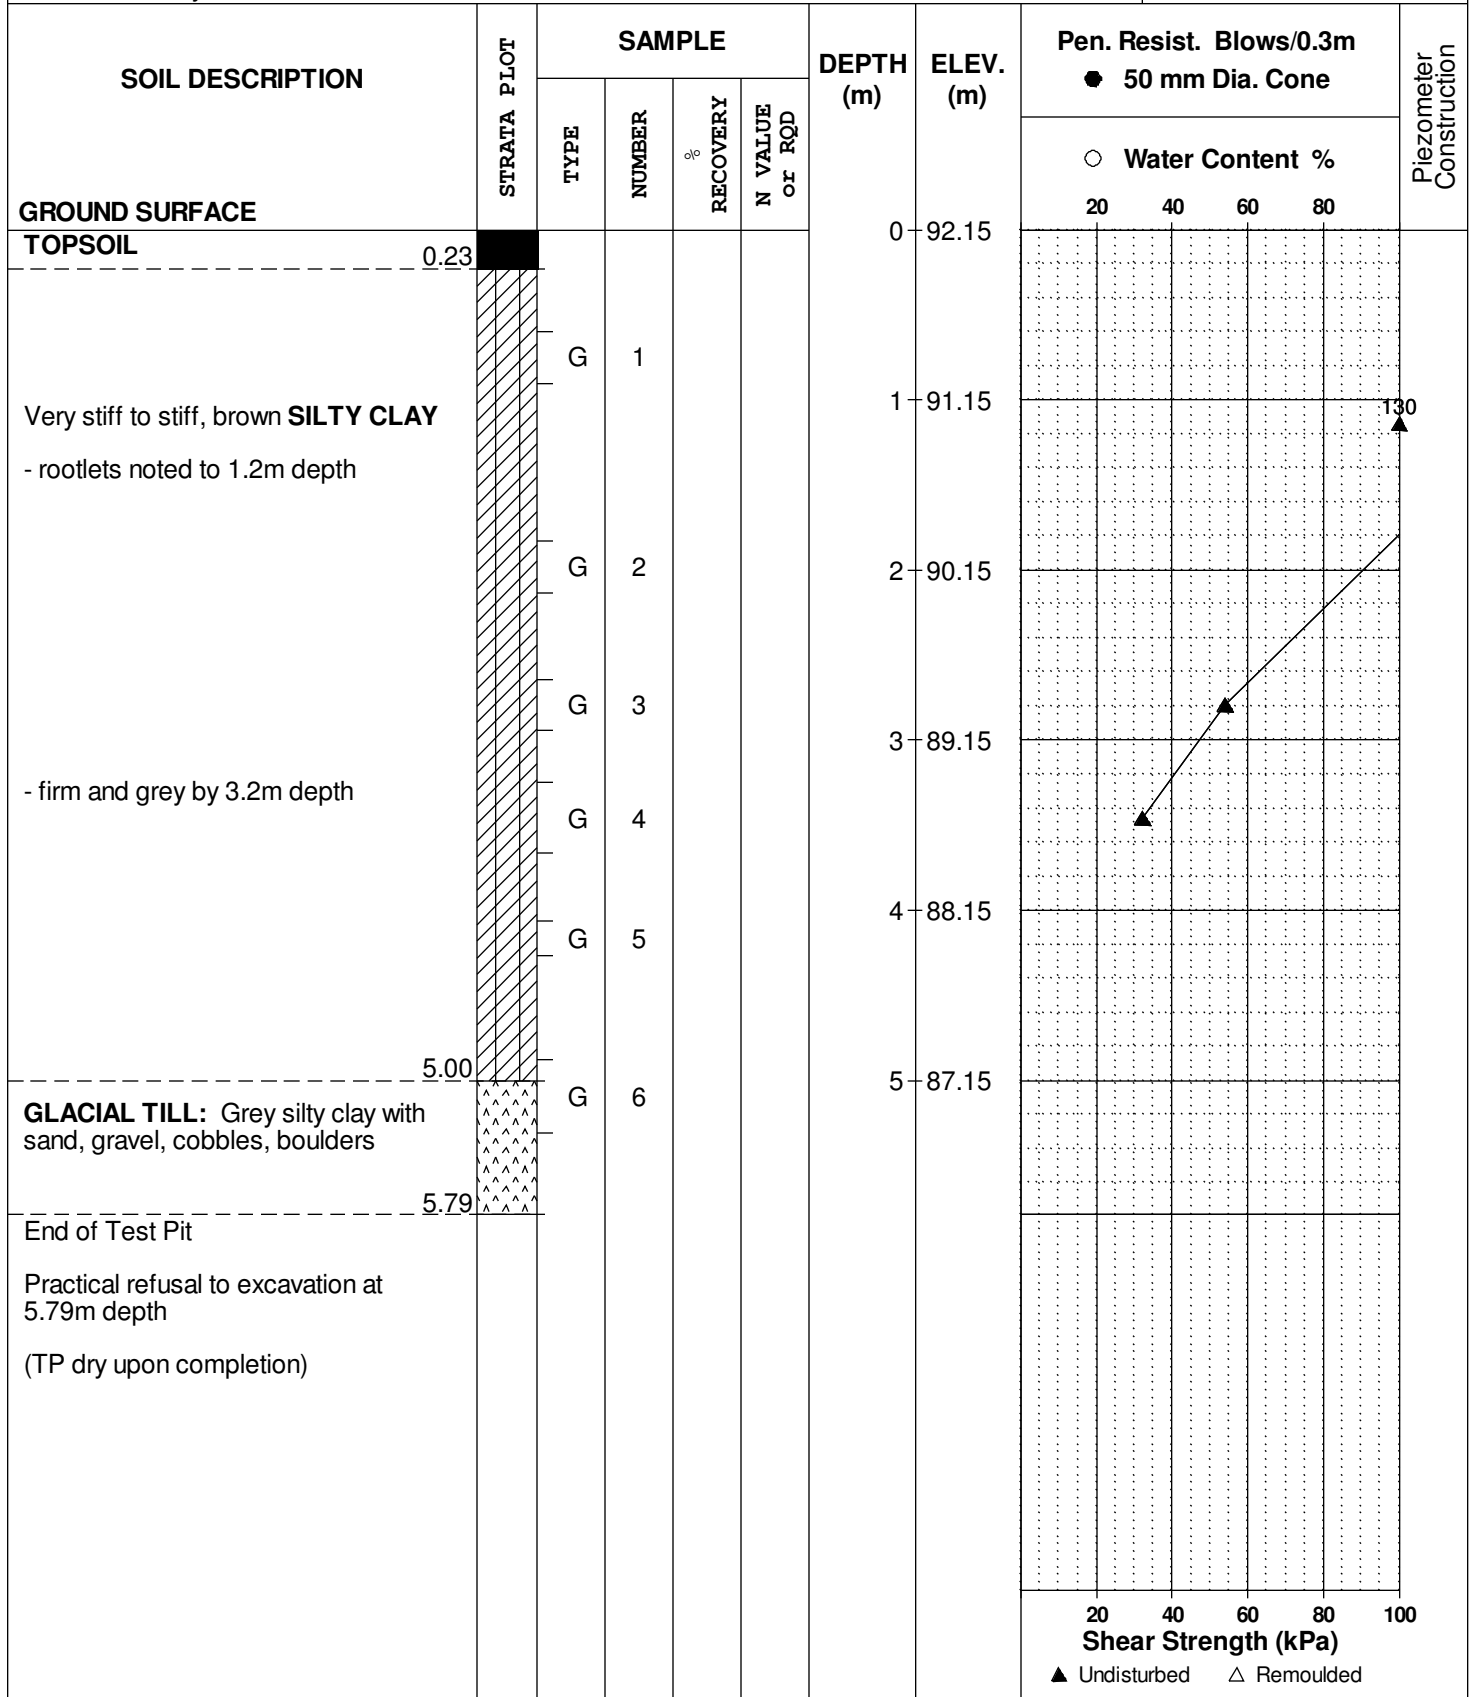 SOIL DESCRIPTION
GROUND SURFACE
STRATA PLOT
SAMPLE
TYPE
NUMBER
%
RECOVERY
N VALUE
or RQD
DEPTH
(m)
ELEV.
(m)
Pen. Resist. Blows/0.3m
● 50 mm Dia. Cone
○ Water Content %
20 40 60 80
Piezometer
Construction
TOPSOIL
0.23
0 92.15
G 1
1 91.15
130
Very stiff to stiff, brown SILTY CLAY
- rootlets noted to 1.2m depth
G 2
2 90.15
G 3
3 89.15
- firm and grey by 3.2m depth
G 4
4 88.15
G 5
5.00
5 87.15
G 6
GLACIAL TILL: Grey silty clay with
sand, gravel, cobbles, boulders
5.79
End of Test Pit
Practical refusal to excavation at
5.79m depth
(TP dry upon completion)
20 40 60 80 100
Shear Strength (kPa)
▲ Undisturbed △ Remoulded